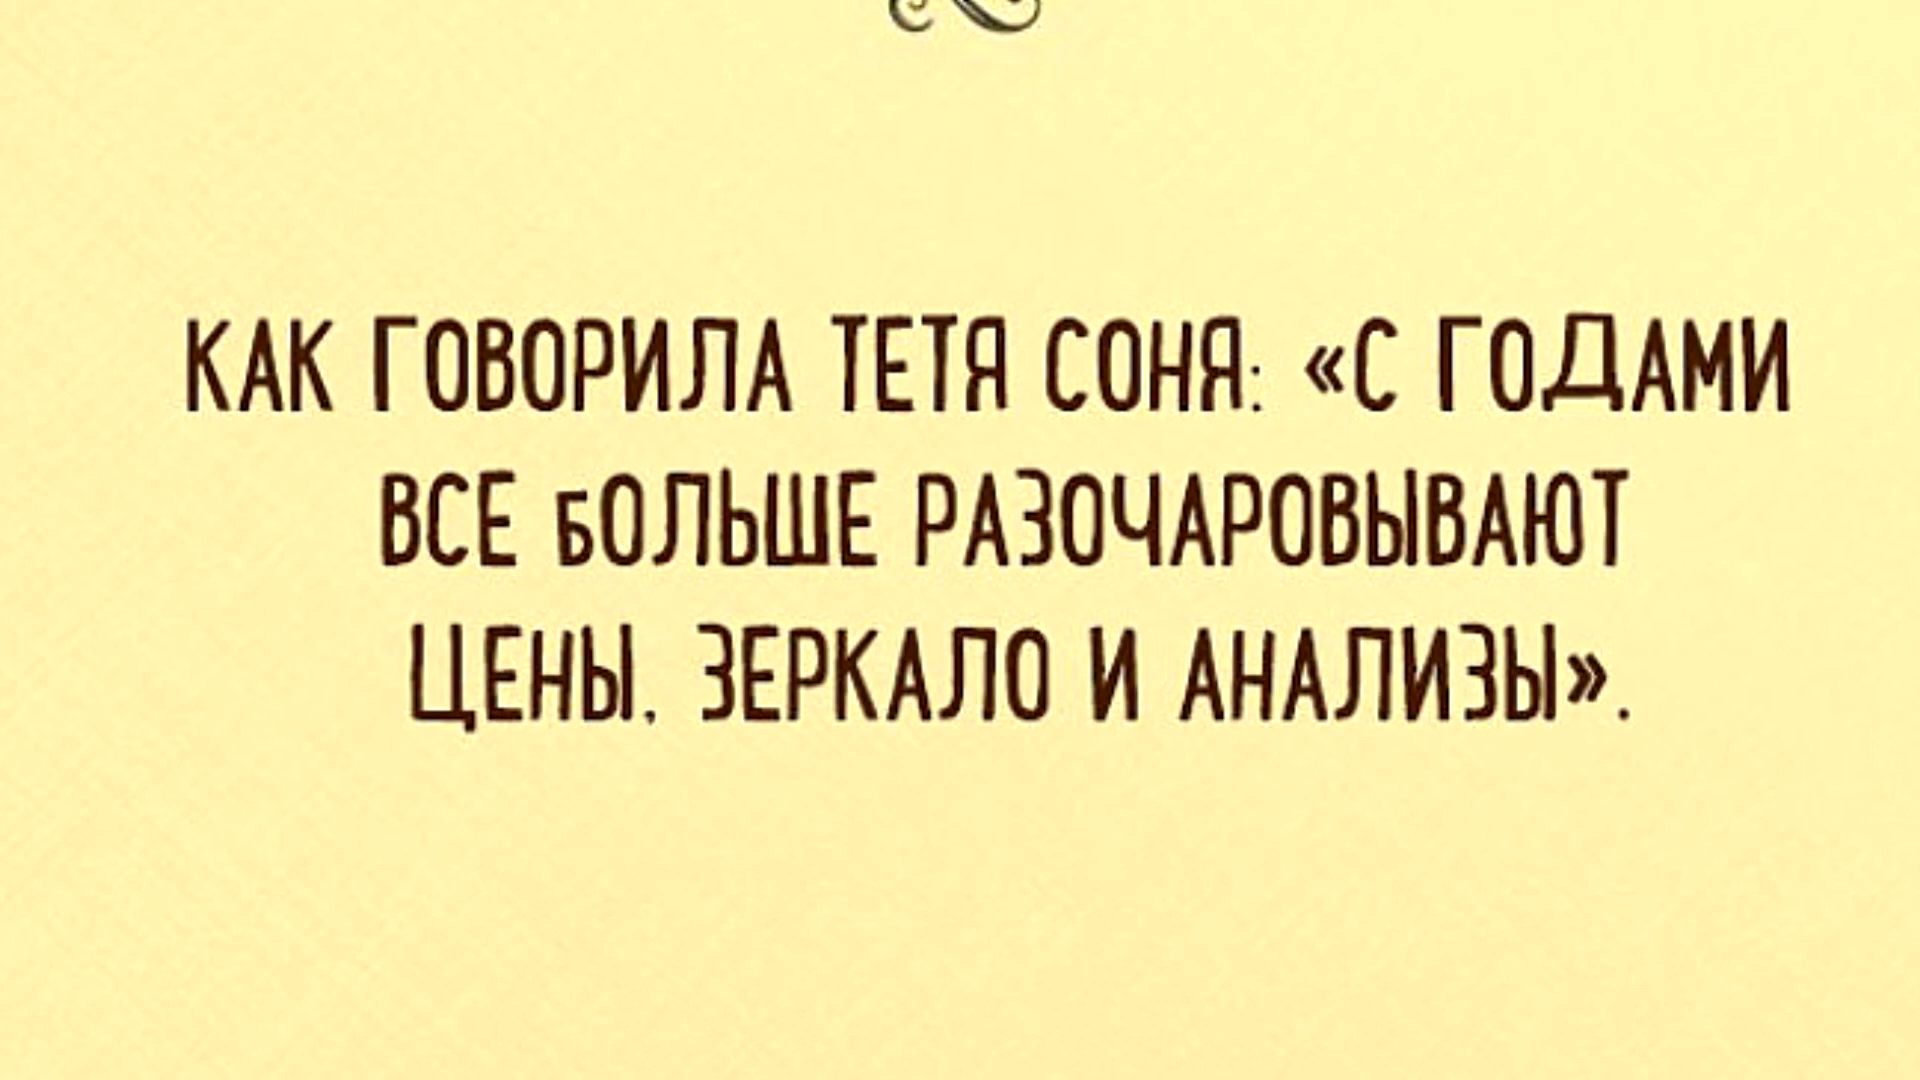 КАК ГОВОРИЛА ТЕТЯ СОНЯ: «С ГОДАМИ
ВСЕ БОЛЬШЕ РАЗОЧАРОВЫВАЮТ
ЦЕНЫ, ЗЕРКАЛО И АНАЛИЗЫ».